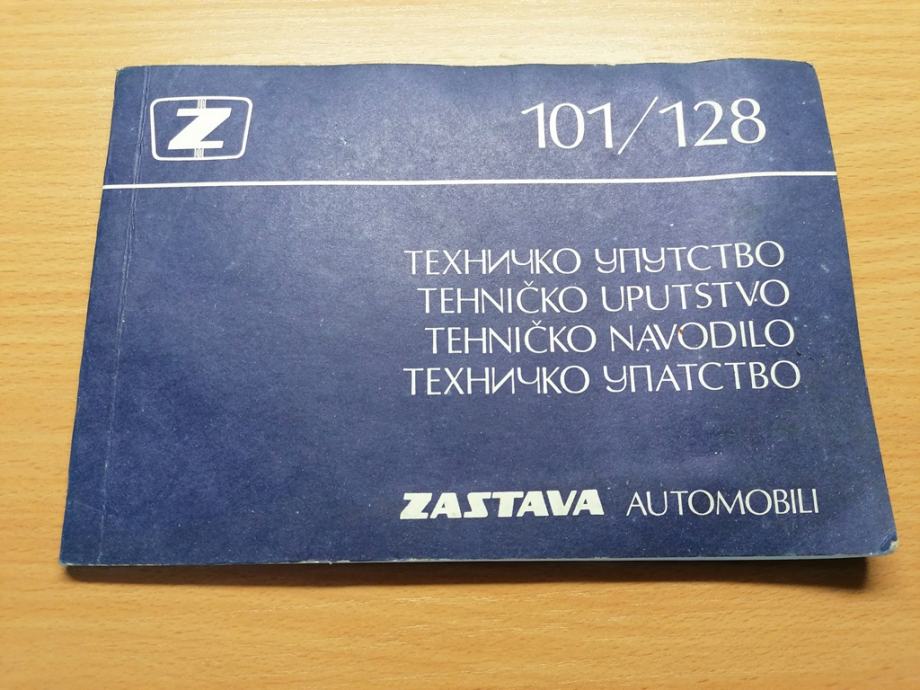 Z
101/128
ТЕХНИЧКО УПУТСТВО
TEHNIČKO UPUTSTVO
TEHNIČKO NAVODILO
ТЕХНИЧКО УПАТСТВО
ZASTAVA AUTOMOBILI